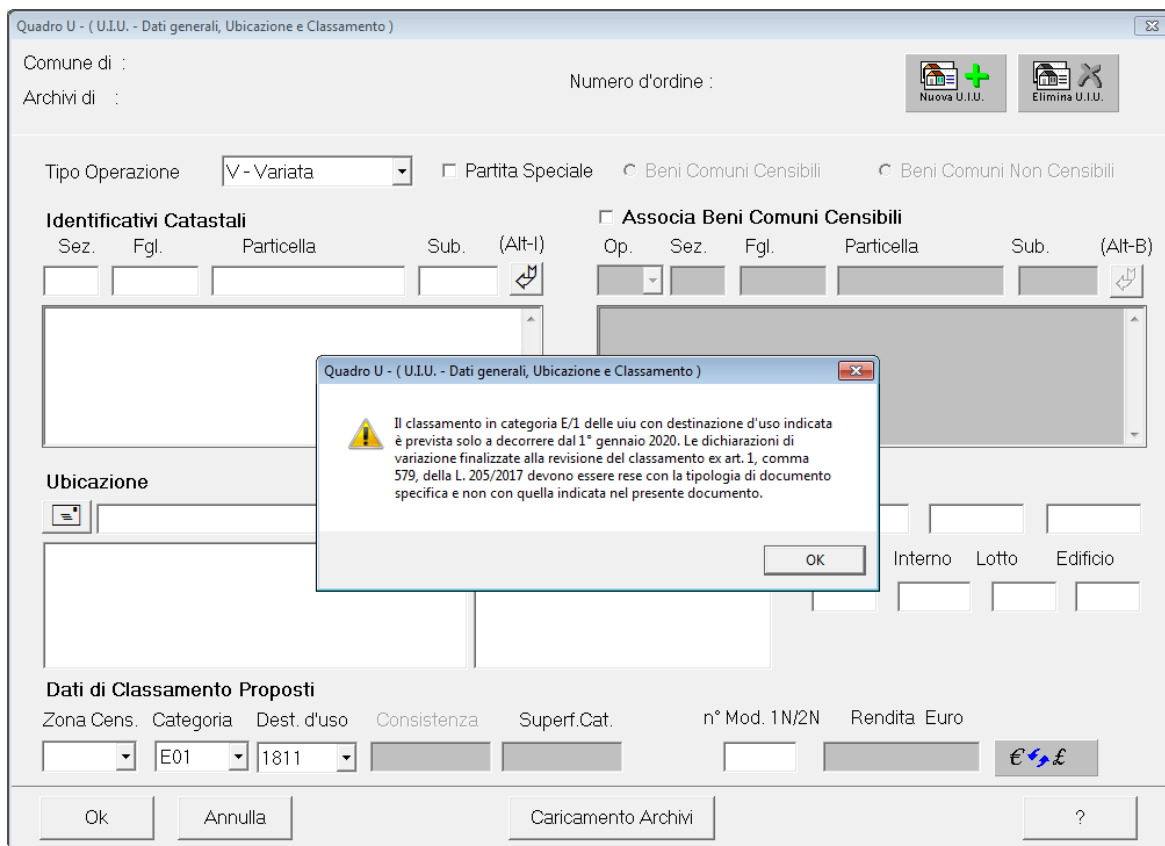 Quadro U - ( U.I.U. - Dati generali, Ubicazione e Classamento )
Comune di :
Archivi di :
Numero d'ordine :
Nuova U.I.U.
Elimina U.I.U.
Tipo Operazione
V - Variata
Partita Speciale
Beni Comuni Censibili
Beni Comuni Non Censibili
Identificativi Catastali
Associa Beni Comuni Censibili
Sez. Fgl. Particella Sub. (Alt-I)
Op. Sez. Fgl. Particella Sub. (Alt-B)
Quadro U - ( U.I.U. - Dati generali, Ubicazione e Classamento )
Il classamento in categoria E/1 delle uiu con destinazione d'uso indicata
è prevista solo a decorrere dal 1° gennaio 2020. Le dichiarazioni di
variazione finalizzate alla revisione del classamento ex art. 1, comma
579, della L. 205/2017 devono essere rese con la tipologia di documento
specifica e non con quella indicata nel presente documento.
OK
Ubicazione
Interno Lotto Edificio
Dati di Classamento Proposti
Zona Cens. Categoria Dest. d'uso Consistenza Superf.Cat. n° Mod. 1N/2N Rendita Euro
E01 1811 € £
Ok Annulla Caricamento Archivi ?